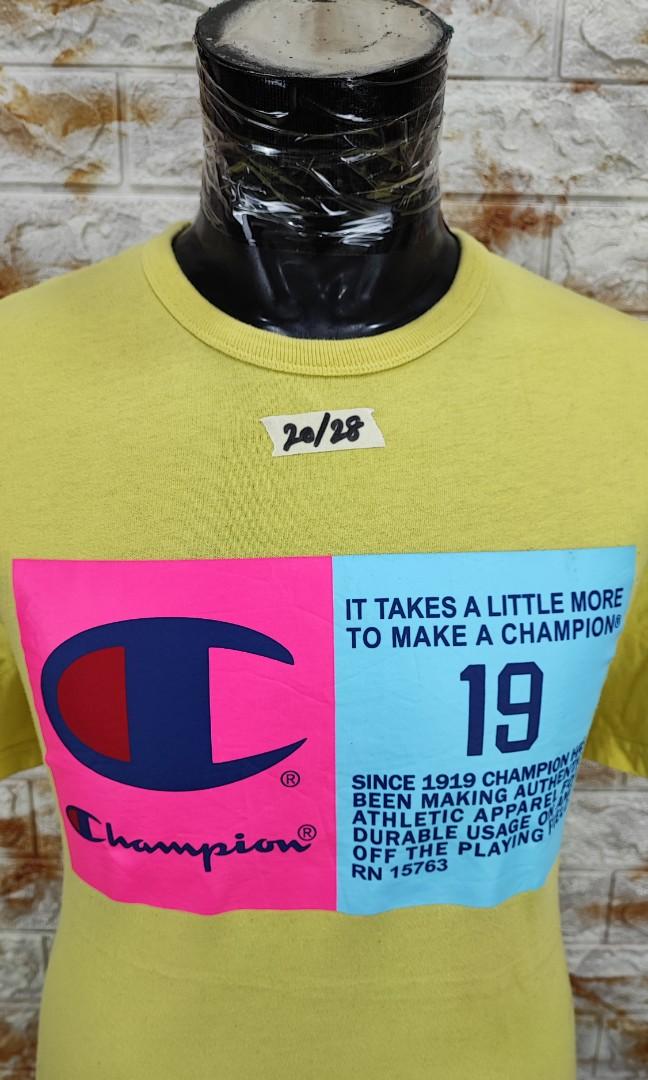 20/28
IT TAKES A LITTLE MORE
TO MAKE A CHAMPION®
19
®
Champion®
SINCE 1919 CHAMPION
BEEN MAKING
ATHLETIC APPAREL
DURABLE USAGE
OFF THE PLAYING
RN 15763